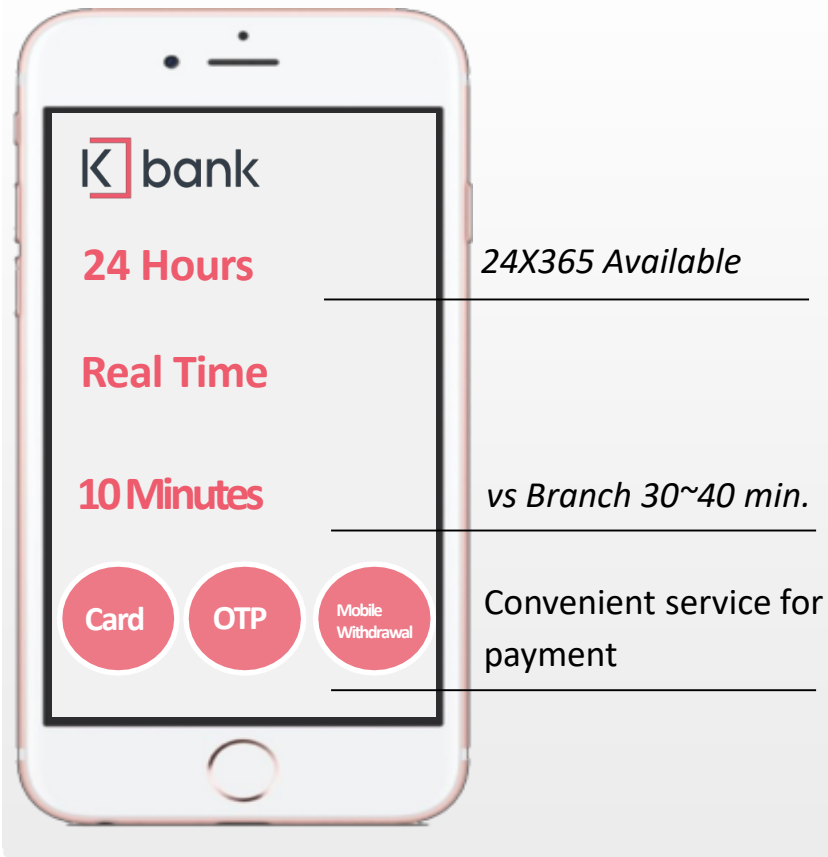 K bank
24 Hours
24X365 Available
Real Time
10 Minutes
vs Branch 30~40 min.
Card
OTP
Mobile
Withdrawal
Convenient service for
payment